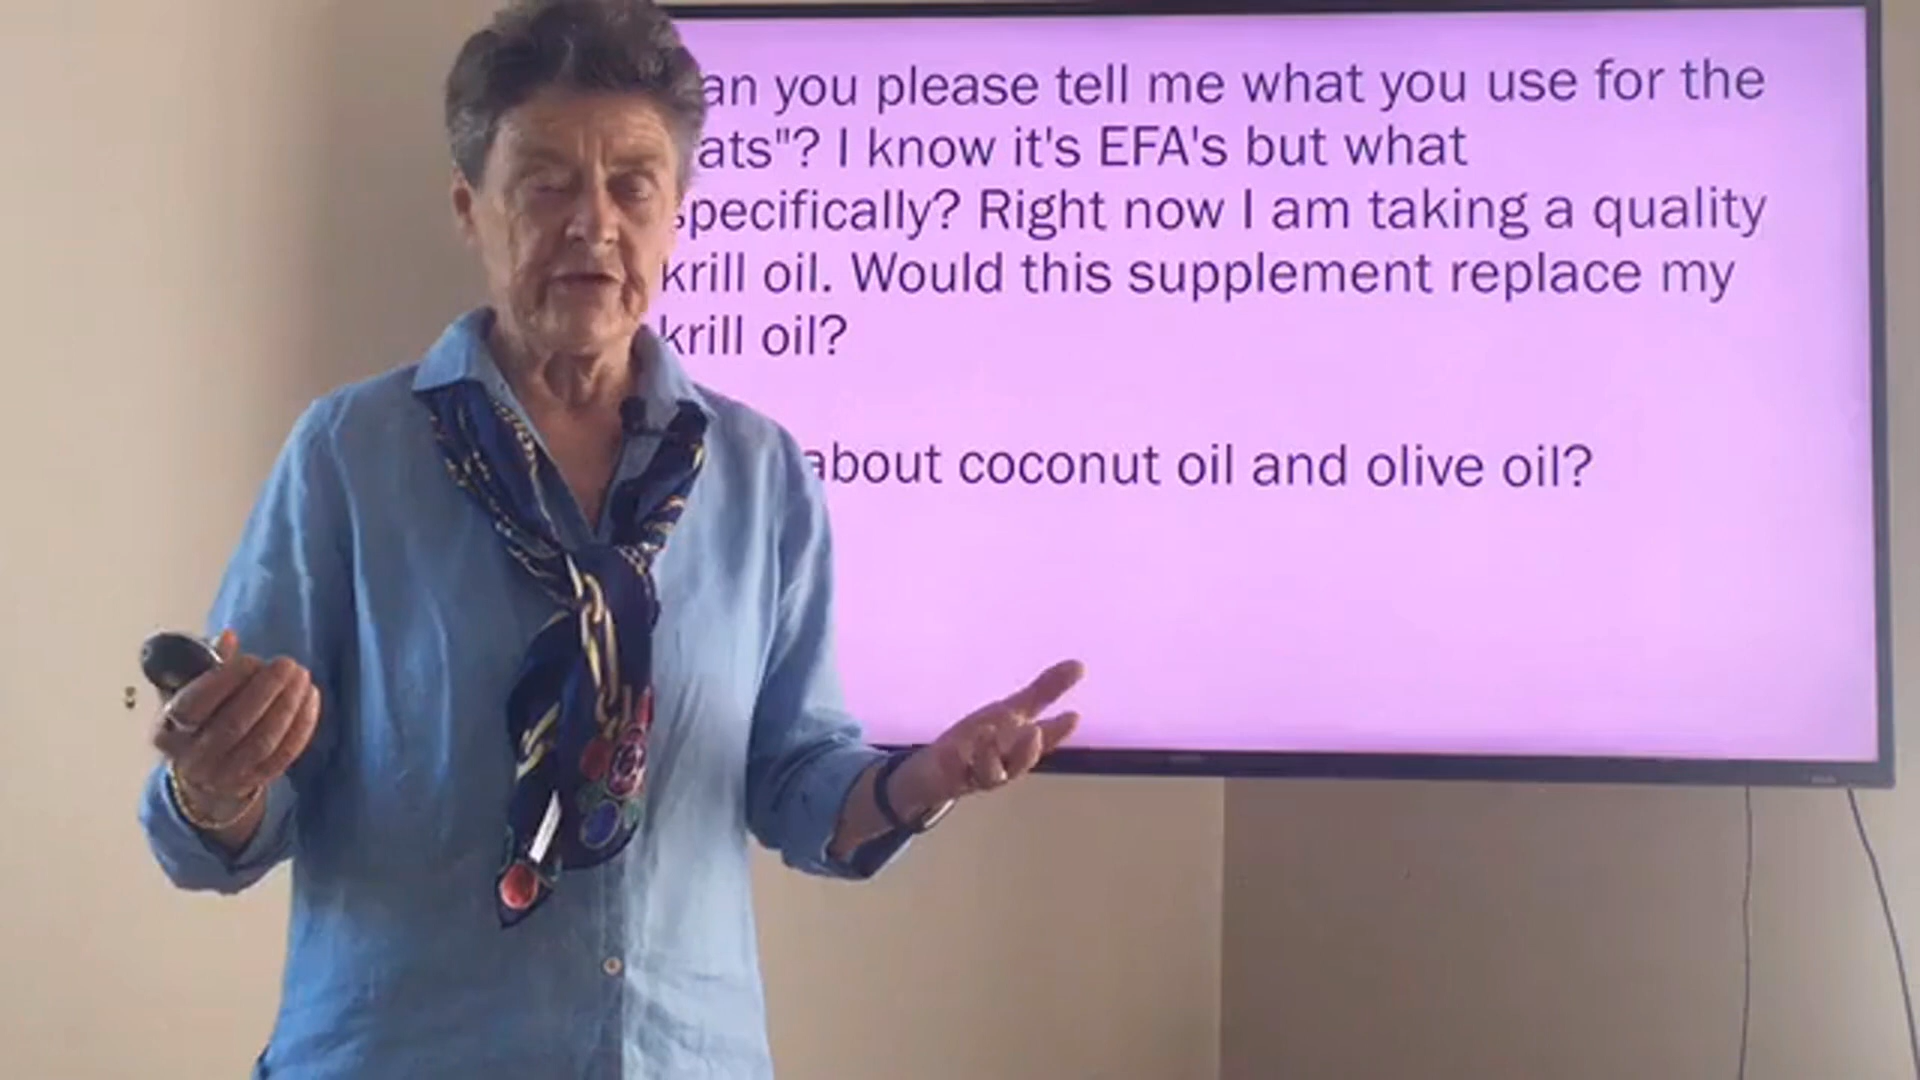 an you please tell me what you use for the
ats"? I know it's EFA's but what
specifically? Right now I am taking a quality
krill oil. Would this supplement replace my
krill oil?
about coconut oil and olive oil?